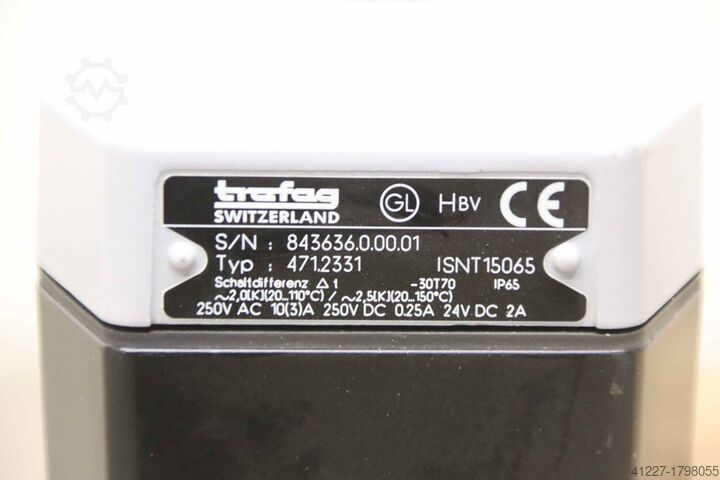 trafag GL HBV CE
SWITZERLAND
S/N : 843636.0.00.01
Typ : 471.2331 ISNT15065
Schaltdifferenz △ t -30T70 IP65
~2,0[K](20...110°C) / ~2,5[K](20...150°C)
250V AC 10(3)A 250V DC 0.25A 24V DC 2A
41227-1798055